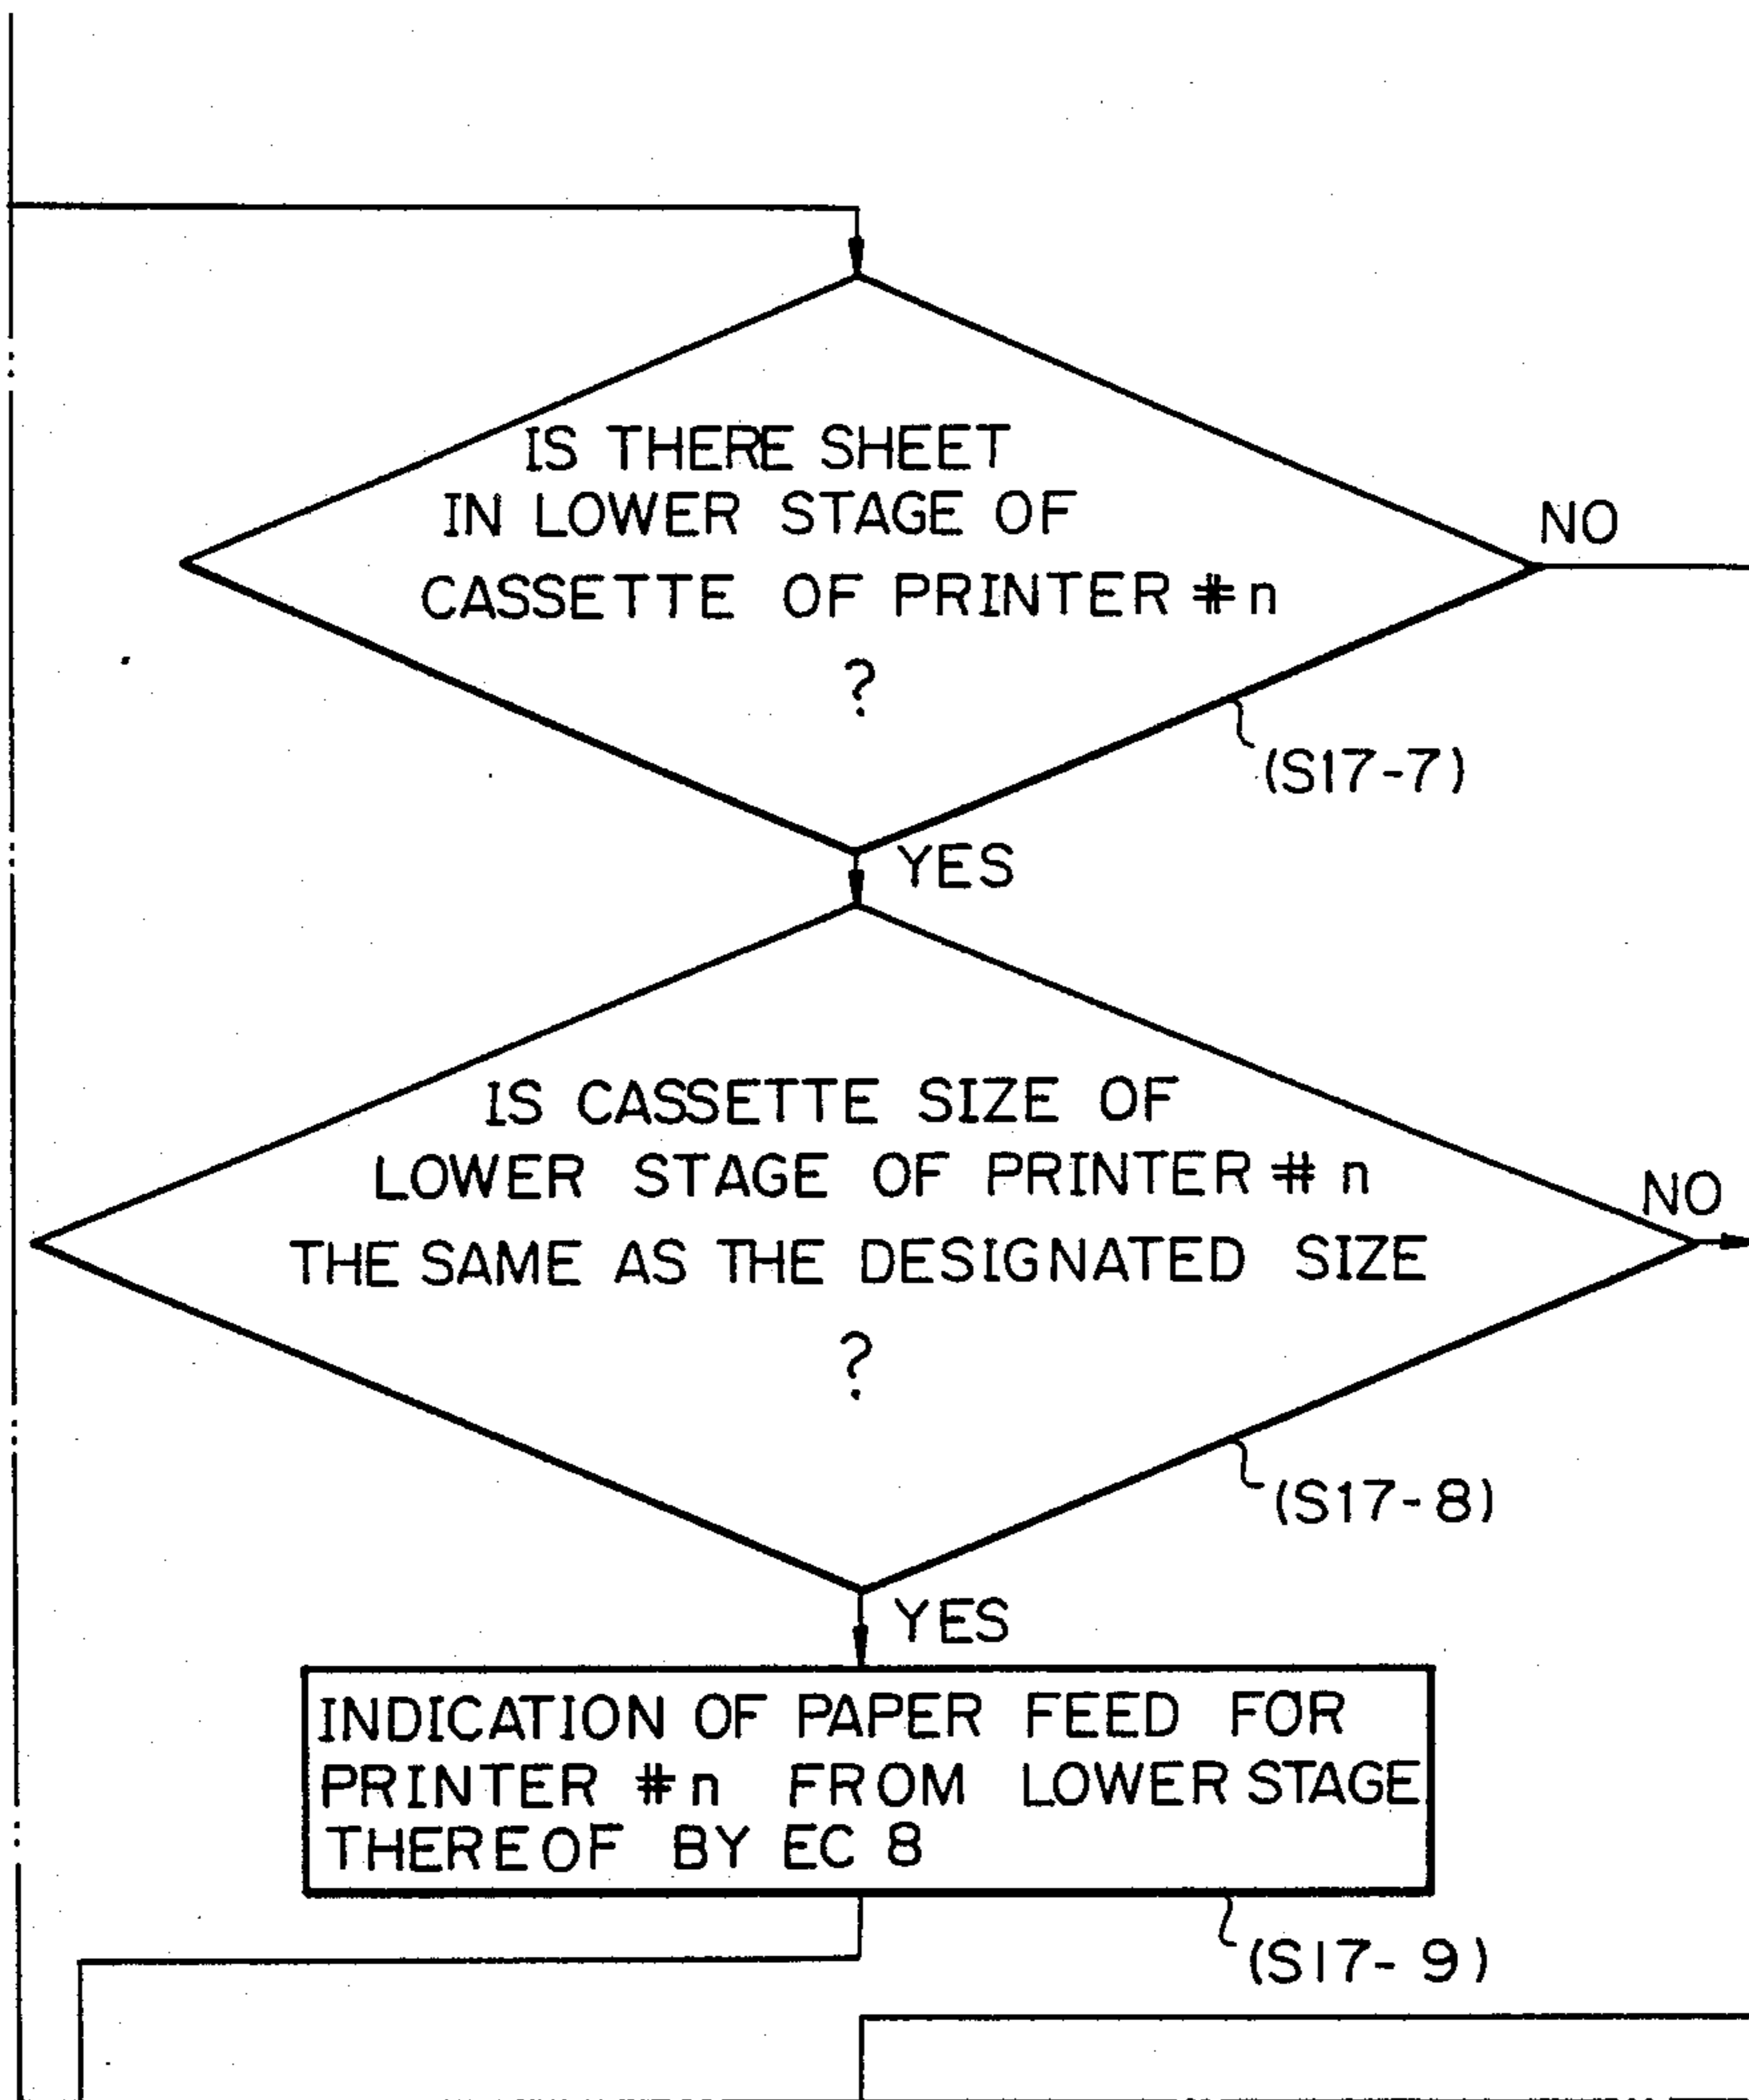 IS THERE SHEET
IN LOWER STAGE OF
CASSETTE OF PRINTER #n
?
NO
(S17-7)
YES
IS CASSETTE SIZE OF
LOWER STAGE OF PRINTER # n
THE SAME AS THE DESIGNATED SIZE
?
NO
(S17-8)
YES
INDICATION OF PAPER FEED FOR
PRINTER #n FROM LOWER STAGE
THEREOF BY EC 8
(S17-9)